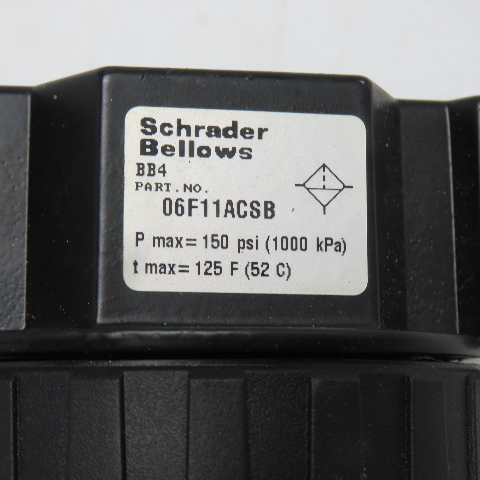 Schrader
Bellows
BB4
PART.NO.
06F11ACSB
P max= 150 psi (1000 kPa)
t max= 125 F (52 C)